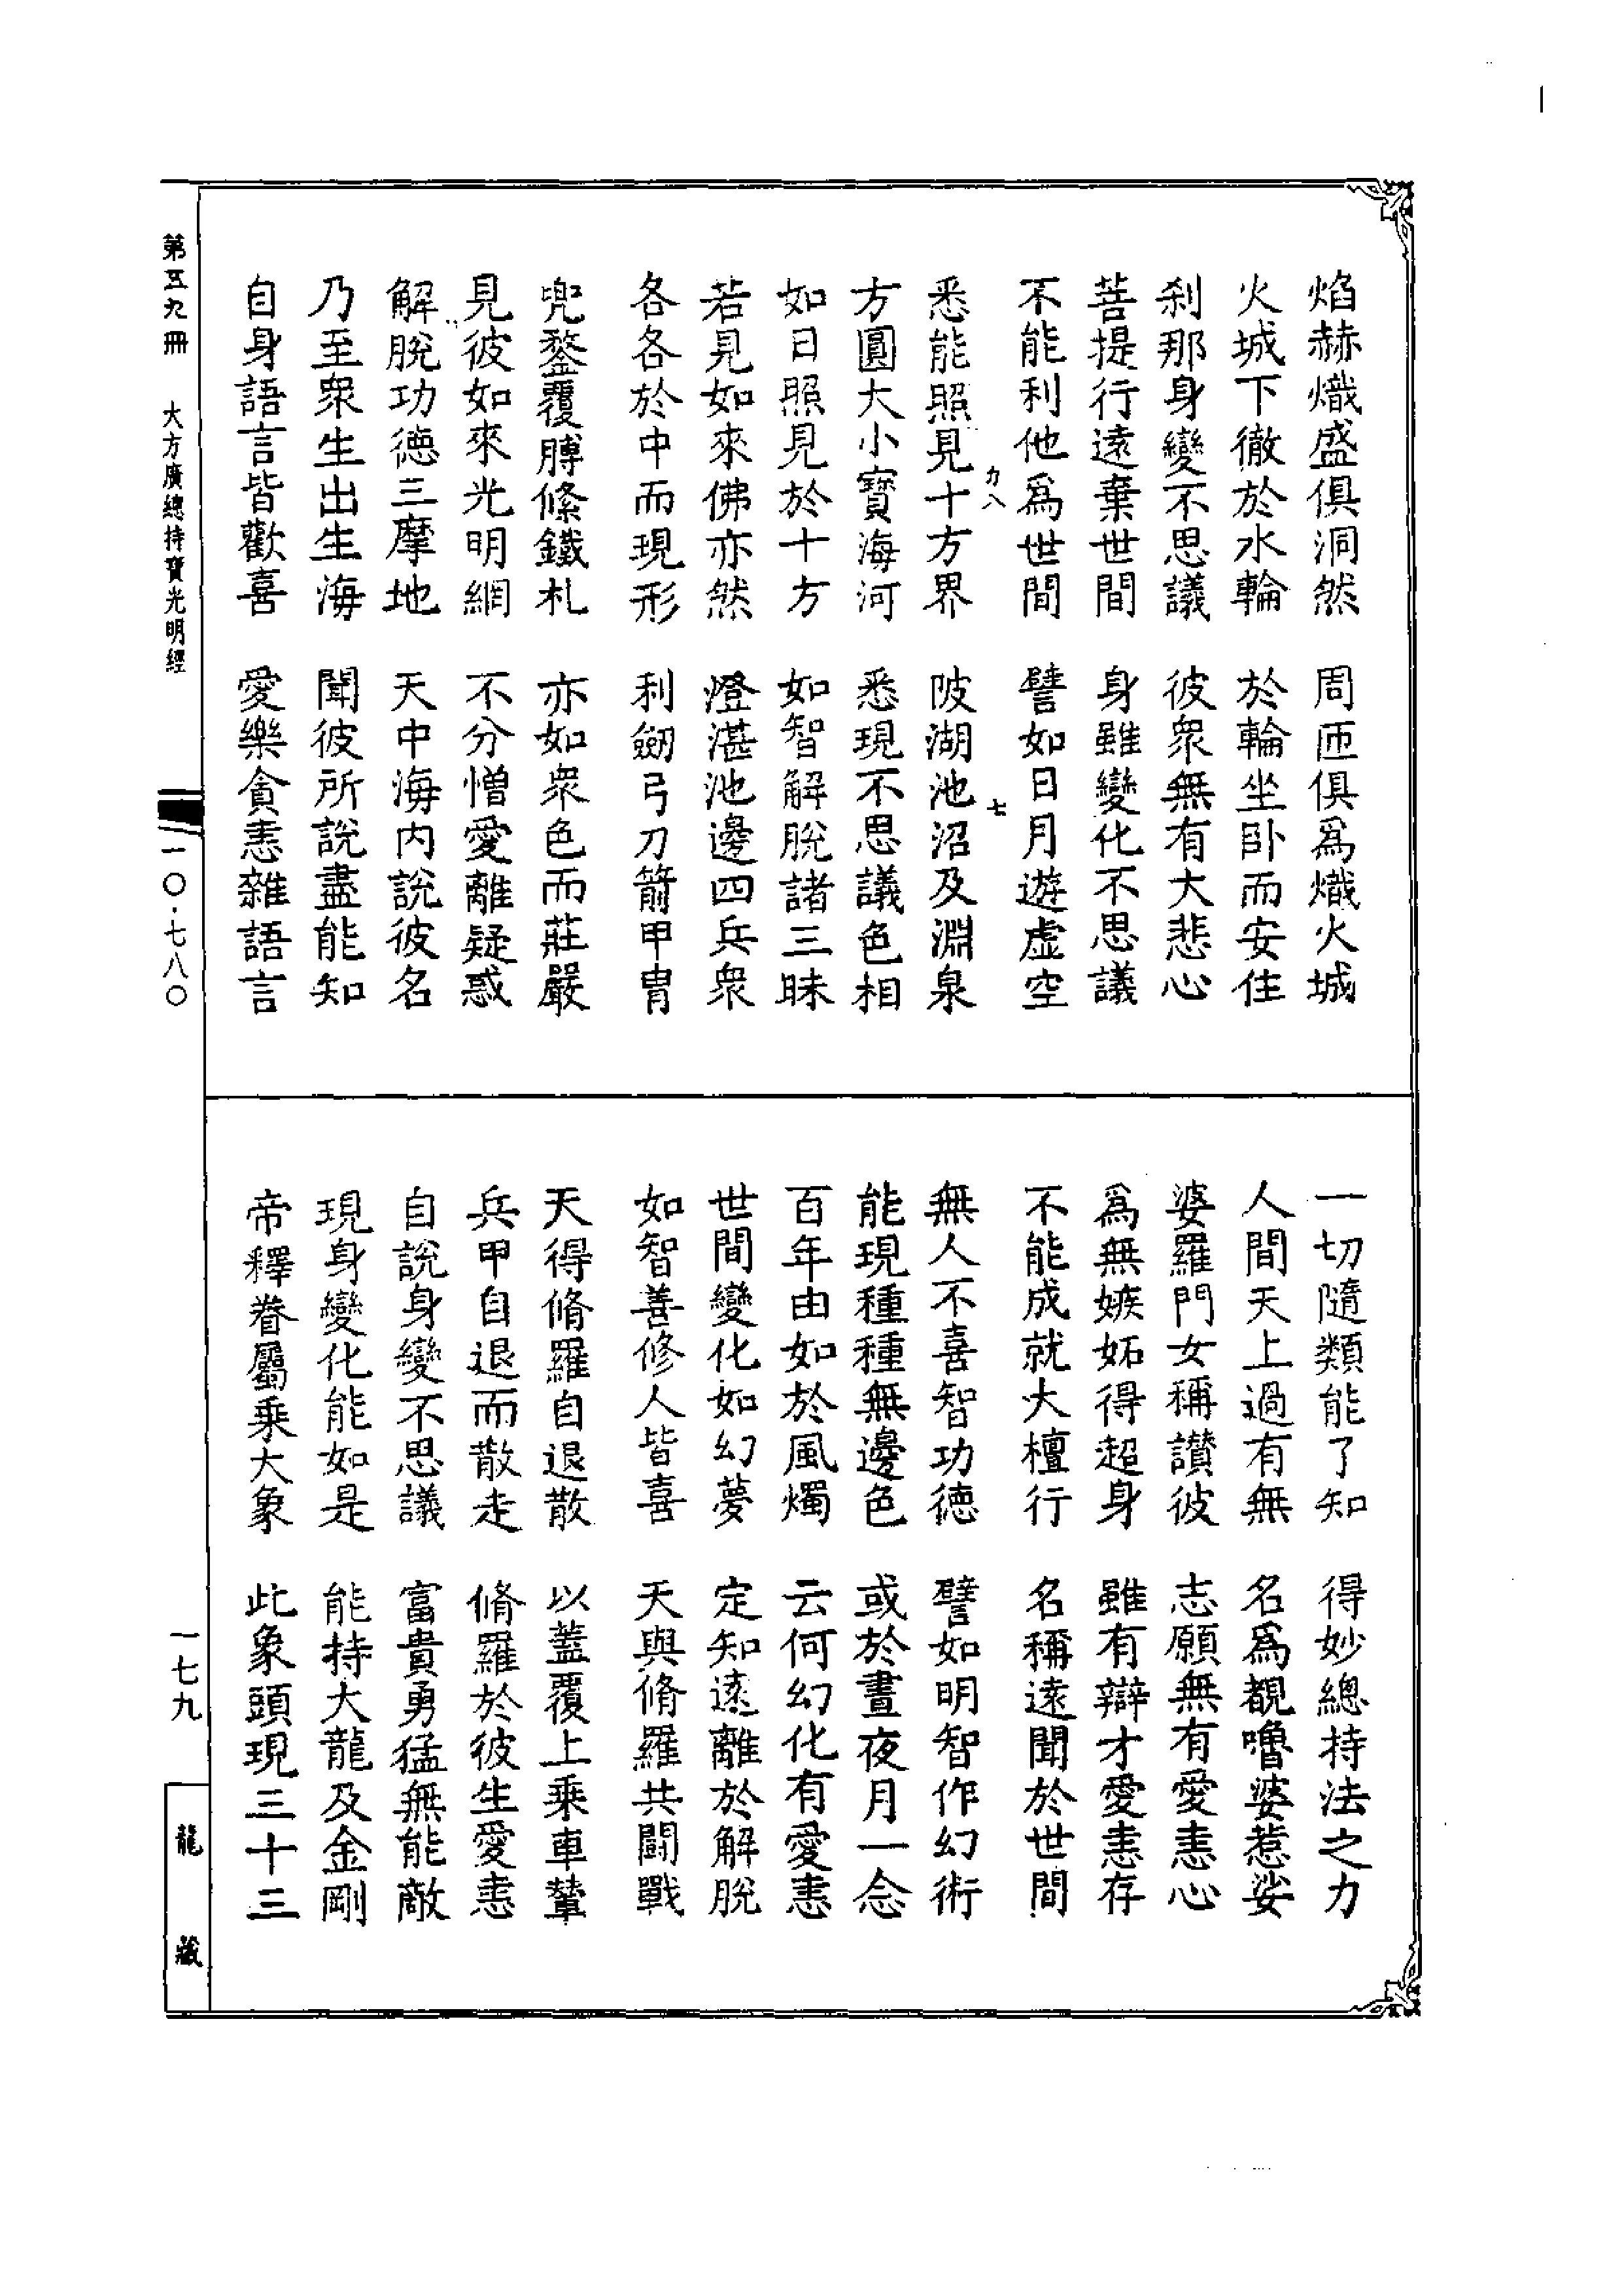 焰赫熾盛俱洞然　周匝俱爲熾火城
火城下徹於水輪　於輪坐卧而安住
刹那身變不思議　彼衆無有大悲心
菩提行遠棄世間　身雖變化不思議
不能利他爲世間　譬如日月遊虛空
力八　七
悉能照見十方界　陂湖池沼及淵泉
方圓大小寶海河　悉現不思議色相
如日照見於十方　如智解脫諸三昧
若見如來佛亦然　澄湛池邊四兵衆
各各於中而現形　利劒弓刀箭甲胄
兜鍪覆膊絛鐵札　亦如衆色而莊嚴
見彼如來光明網　不分憎愛離疑惑
解脫功德三摩地　天中海内說彼名
乃至衆生出生海　聞彼所說盡能知
自身語言皆歡喜　愛樂貪恚雜語言
一切隨類能了知　得妙總持法之力
人間天上過有無　名爲覩嚕婆惹娑
婆羅門女稱讚彼　志願無有愛恚心
爲無嫉妬得超身　雖有辯才愛恚存
不能成就大檀行　名稱遠聞於世間
無人不喜智功德　譬如明智作幻術
能現種種無邊色　或於晝夜月一念
百年由如於風燭　云何幻化有愛恚
世間變化如幻夢　定知遠離於解脫
如智善修人皆喜　天與脩羅共鬪戰
天得脩羅自退散　以蓋覆上乘車輦
兵甲自退而散走　脩羅於彼生愛恚
自說身變不思議　富貴勇猛無能敵
現身變化能如是　能持大龍及金剛
帝釋眷屬乘大象　此象頭現三十三
第五九冊　大方廣總持寶光明經
一〇·七八〇
一七九
龍藏